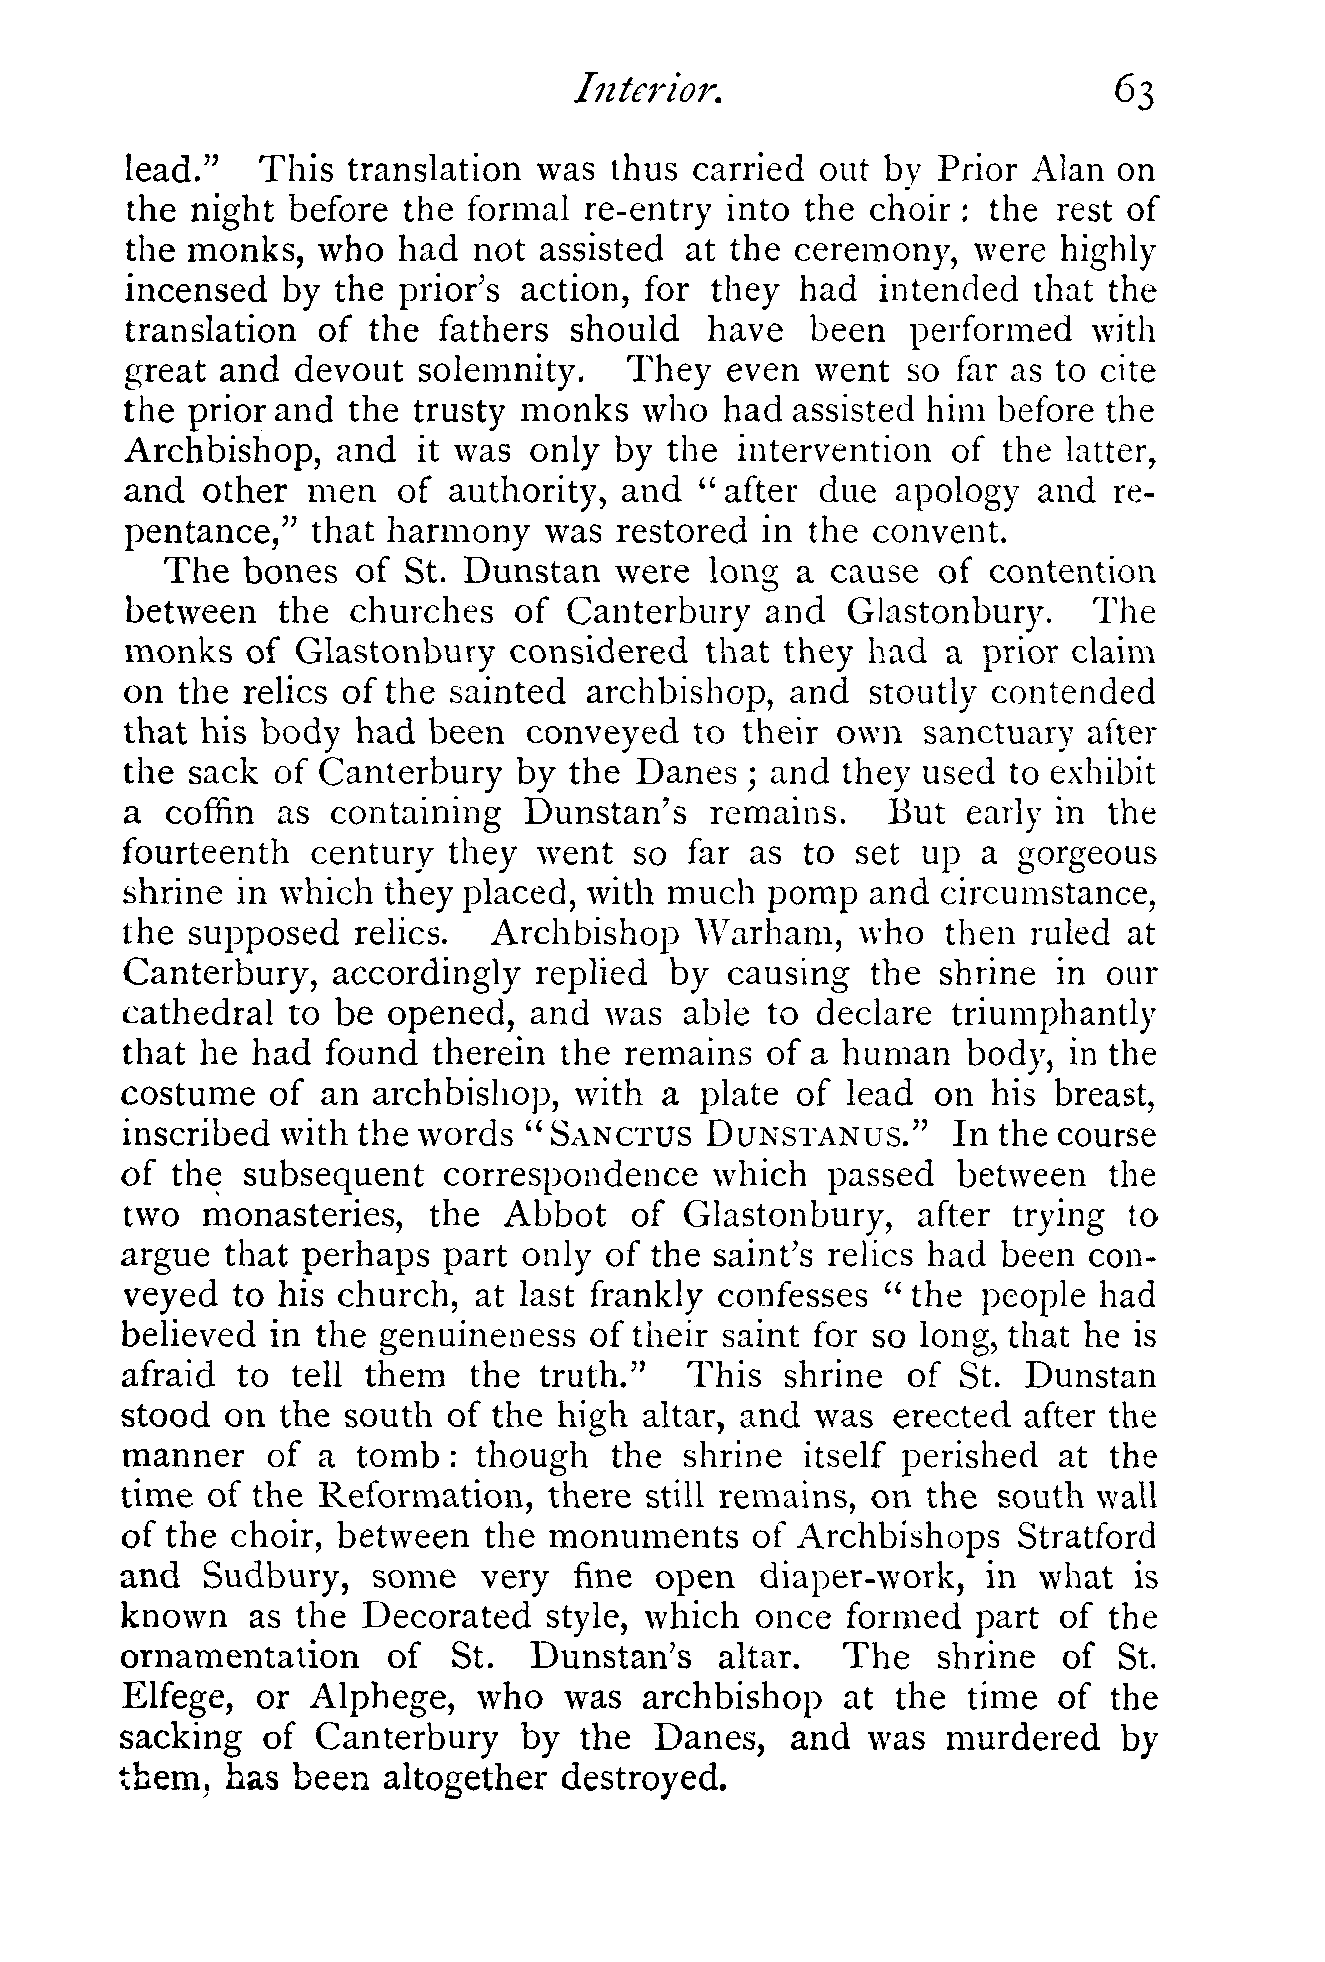 Interior. 63
lead." This translation was thus carried out by Prior Alan on
the night before the formal re-entry into the choir : the rest of
the monks, who had not assisted at the ceremony, were highly
incensed by the prior's action, for they had intended that the
translation of the fathers should have been performed with
great and devout solemnity. They even went so far as to cite
the prior and the trusty monks who had assisted him before the
Archbishop, and it was only by the intervention of the latter,
and other men of authority, and "after due apology and re-
pentance," that harmony was restored in the convent.
The bones of St. Dunstan were long a cause of contention
between the churches of Canterbury and Glastonbury. The
monks of Glastonbury considered that they had a prior claim
on the relics of the sainted archbishop, and stoutly contended
that his body had been conveyed to their own sanctuary after
the sack of Canterbury by the Danes ; and they used to exhibit
a coffin as containing Dunstan's remains. But early in the
fourteenth century they went so far as to set up a gorgeous
shrine in which they placed, with much pomp and circumstance,
the supposed relics. Archbishop Warham, who then ruled at
Canterbury, accordingly replied by causing the shrine in our
cathedral to be opened, and was able to declare triumphantly
that he had found therein the remains of a human body, in the
costume of an archbishop, with a plate of lead on his breast,
inscribed with the words "SANCTUS DUNSTANUS." In the course
of the subsequent correspondence which passed between the
two monasteries, the Abbot of Glastonbury, after trying to
argue that perhaps part only of the saint's relics had been con-
veyed to his church, at last frankly confesses "the people had
believed in the genuineness of their saint for so long, that he is
afraid to tell them the truth." This shrine of St. Dunstan
stood on the south of the high altar, and was erected after the
manner of a tomb : though the shrine itself perished at the
time of the Reformation, there still remains, on the south wall
of the choir, between the monuments of Archbishops Stratford
and Sudbury, some very fine open diaper-work, in what is
known as the Decorated style, which once formed part of the
ornamentation of St. Dunstan's altar. The shrine of St.
Elfege, or Alphege, who was archbishop at the time of the
sacking of Canterbury by the Danes, and was murdered by
them, has been altogether destroyed.